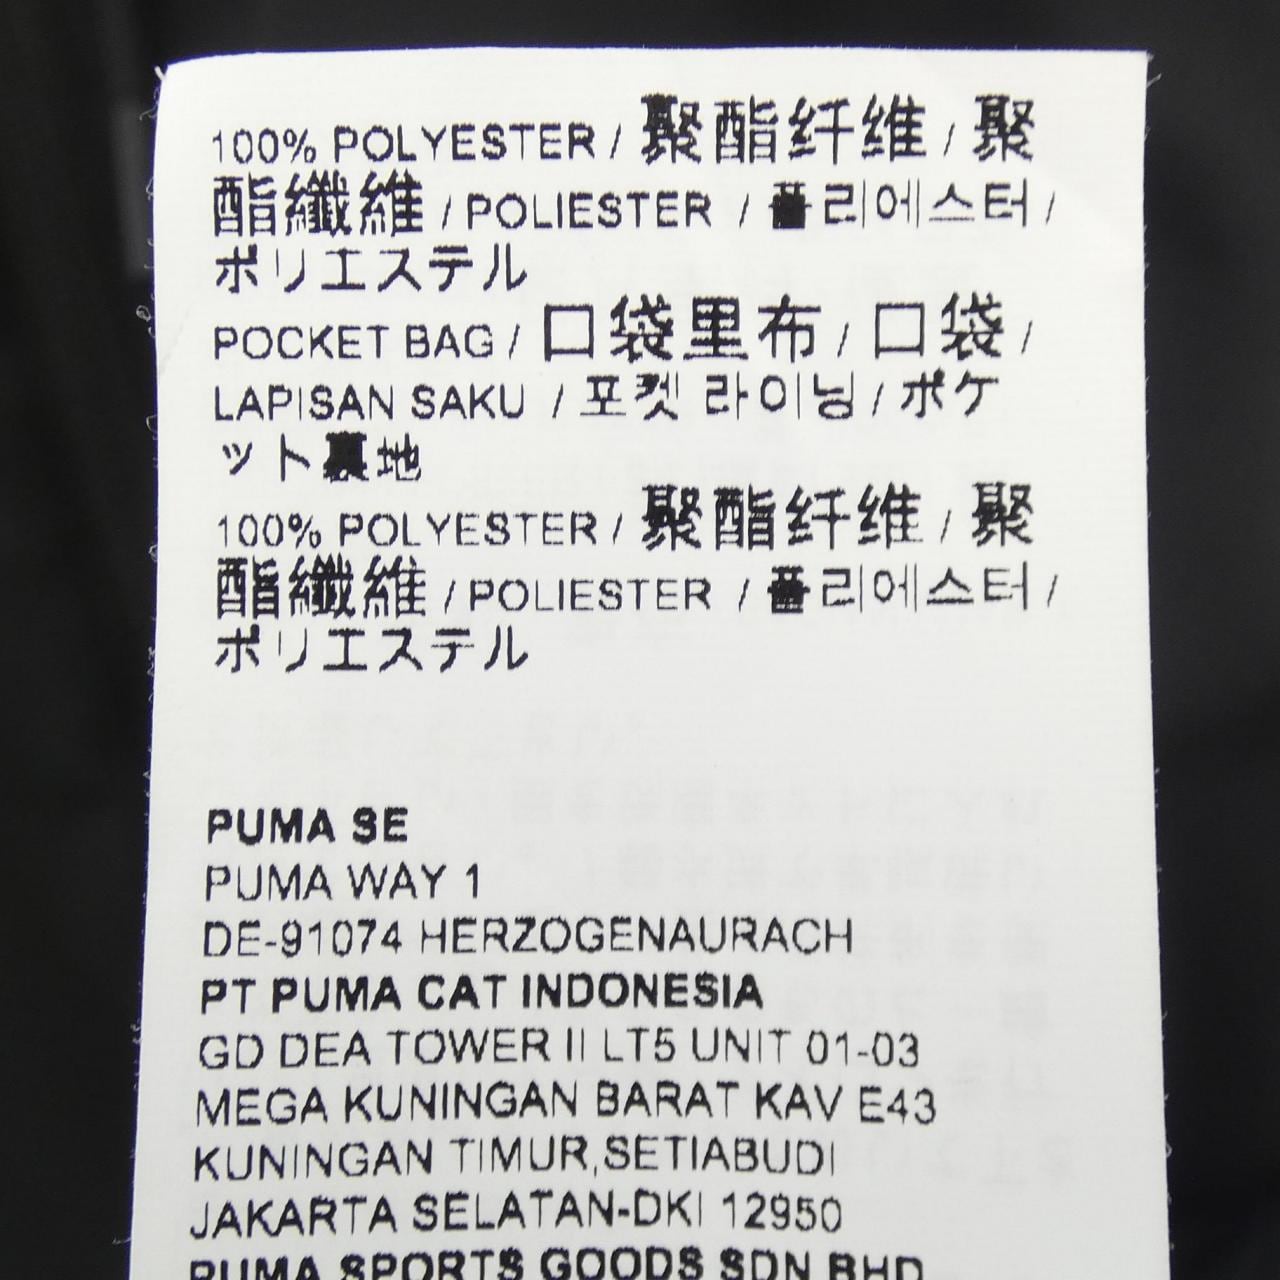 100% POLYESTER / 聚酯纤维 / 聚
酯纖維 / POLIESTER / 폴리에스터 /
ポリエステル
POCKET BAG / 口袋里布 / 口袋 /
LAPISAN SAKU / 포켓 라이닝 / ポケ
ット裏地
100% POLYESTER / 聚酯纤维 / 聚
酯纖維 / POLIESTER / 폴리에스터 /
ポリエステル
PUMA SE
PUMA WAY 1
DE-91074 HERZOGENAURACH
PT PUMA CAT INDONESIA
GD DEA TOWER II LT5 UNIT 01-03
MEGA KUNINGAN BARAT KAV E43
KUNINGAN TIMUR,SETIABUDI
JAKARTA SELATAN-DKI 12950
PUMA SPORTS GOODS SDN BHD